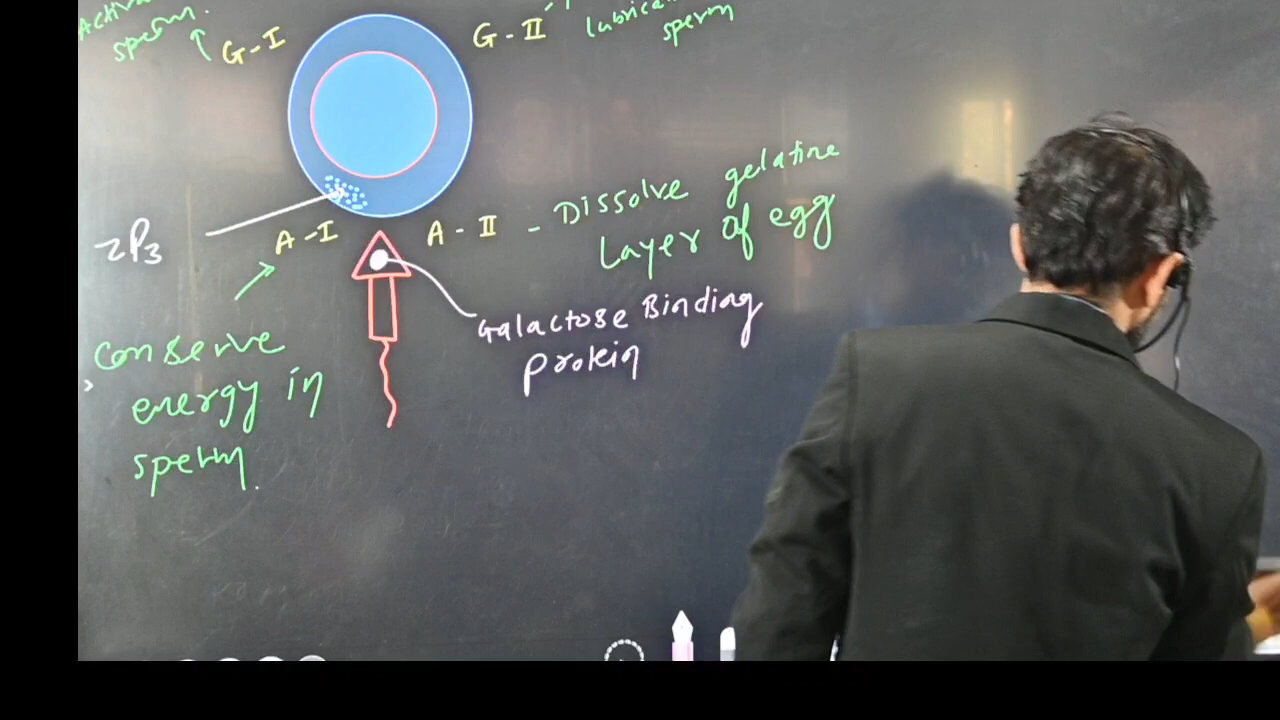 sperm.
G-I
G-II
sperm
ZP3
A-I
A-II - Dissolve gelatine
Layer of egg
Galactose Binding
protein
Conserve
energy in
sperm.